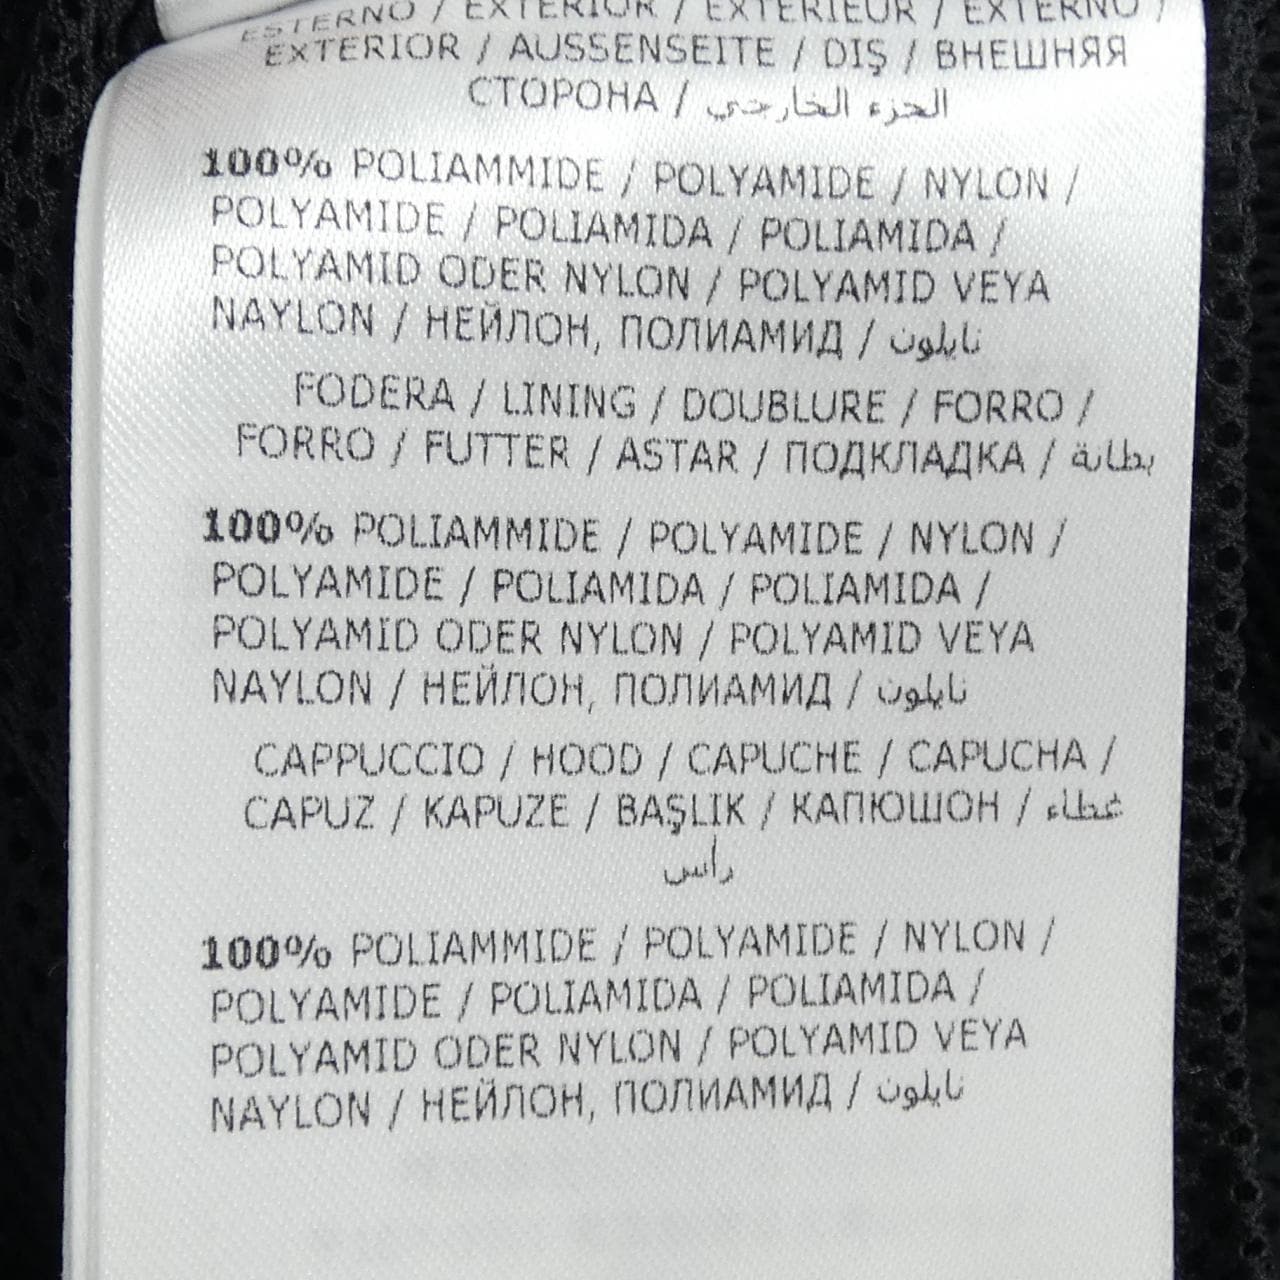 ESTERNO / EXTERIOR / EXTERIEUR / EXTERNO /
EXTERIOR / AUSSENSEITE / DIŞ / ВНЕШНЯЯ
СТОРОНА / الجزء الخارجي
100% POLIAMMIDE / POLYAMIDE / NYLON /
POLYAMIDE / POLIAMIDA / POLIAMIDA /
POLYAMID ODER NYLON / POLYAMID VEYA
NAYLON / НЕЙЛОН, ПОЛИАМИД / نايلون
FODERA / LINING / DOUBLURE / FORRO /
FORRO / FUTTER / ASTAR / ПОДКЛАДКА / بطانة
100% POLIAMMIDE / POLYAMIDE / NYLON /
POLYAMIDE / POLIAMIDA / POLIAMIDA /
POLYAMID ODER NYLON / POLYAMID VEYA
NAYLON / НЕЙЛОН, ПОЛИАМИД / نايلون
CAPPUCCIO / HOOD / CAPUCHE / CAPUCHA /
CAPUZ / KAPUZE / BAŞLIK / КАПЮШОН / غطاء
رأس
100% POLIAMMIDE / POLYAMIDE / NYLON /
POLYAMIDE / POLIAMIDA / POLIAMIDA /
POLYAMID ODER NYLON / POLYAMID VEYA
NAYLON / НЕЙЛОН, ПОЛИАМИД / نايلون